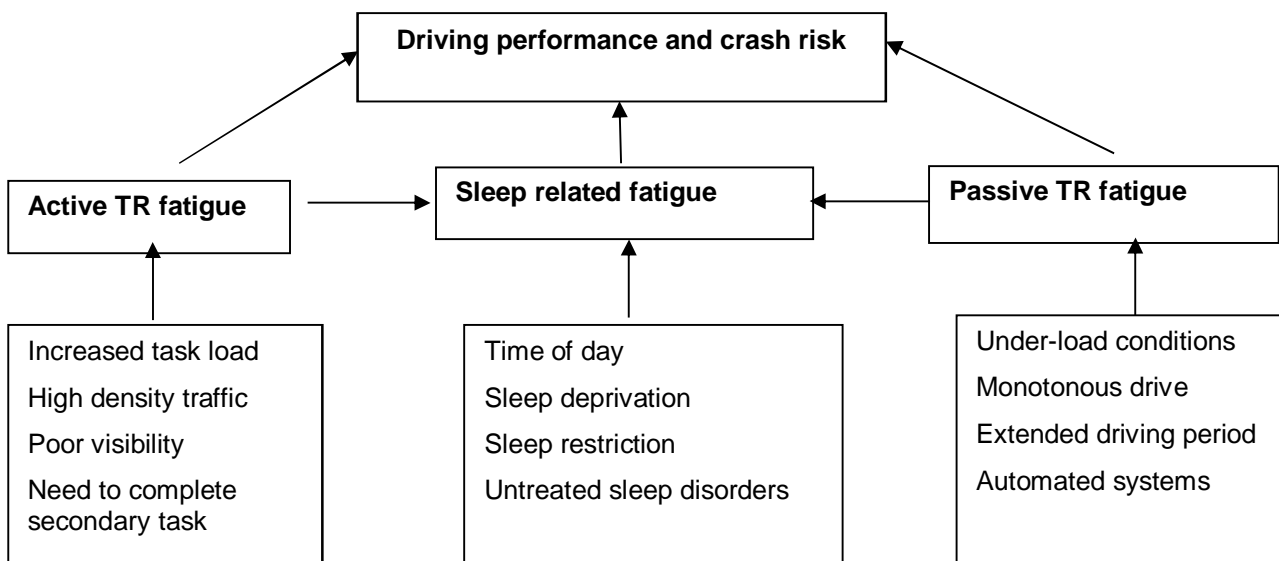 Driving performance and crash risk
Active TR fatigue
Sleep related fatigue
Passive TR fatigue
Increased task load
High density traffic
Poor visibility
Need to complete
secondary task
Time of day
Sleep deprivation
Sleep restriction
Untreated sleep disorders
Under-load conditions
Monotonous drive
Extended driving period
Automated systems